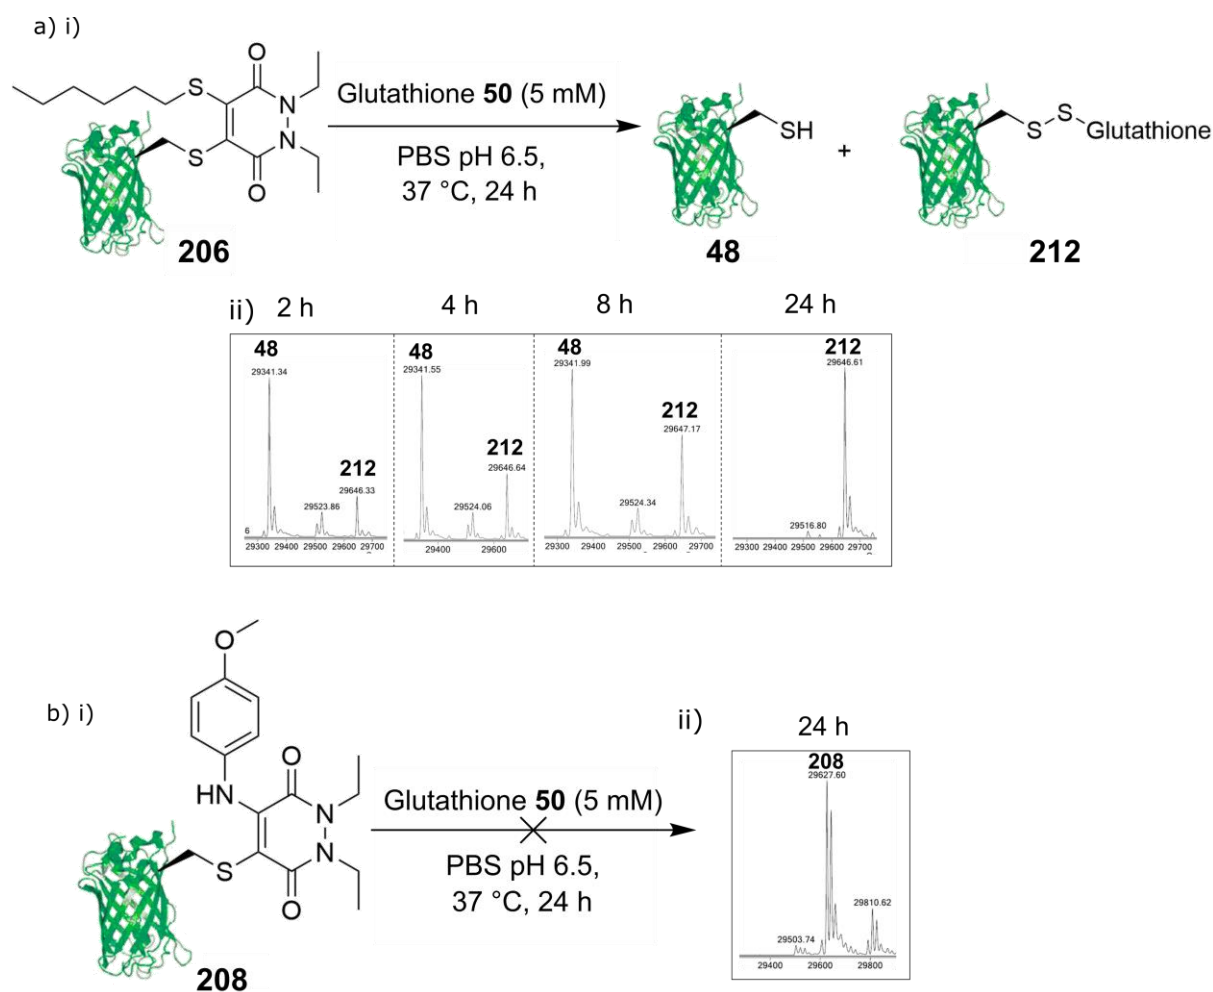 a) i)
O
S
N
N
S
O
206
Glutathione 50 (5 mM)
PBS pH 6.5,
37 °C, 24 h
SH
48
+
S
S
Glutathione
212
ii)
2 h
4 h
8 h
24 h
48
29341.34
212
29646.33
29523.86
6
29300 29400 29500 29600 29700
48
29341.55
212
29646.64
29524.06
29400 29600
48
29341.99
212
29647.17
29524.34
29300 29400 29500 29600 29700
212
29646.61
29516.80
29300 29400 29500 29600 29700
b) i)
O
HN
O
N
N
S
O
208
Glutathione 50 (5 mM)
PBS pH 6.5,
37 °C, 24 h
ii)
24 h
208
29627.60
29810.62
29503.74
29400 29600 29800